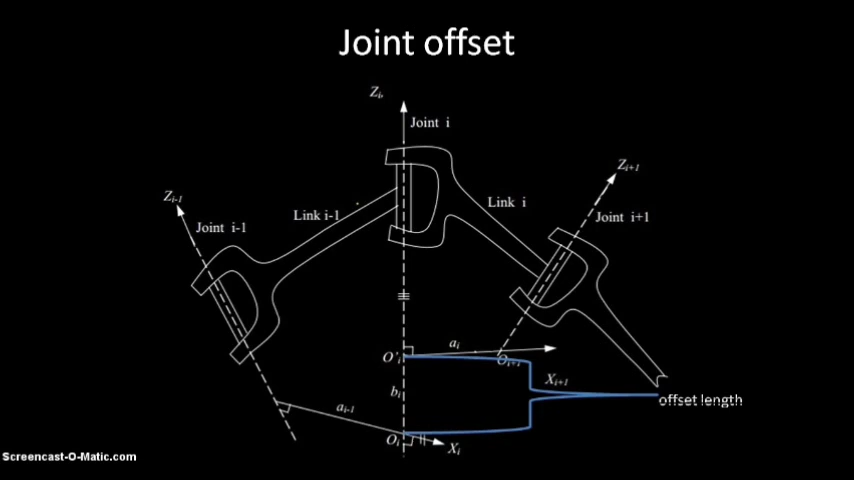 Joint offset
Zi,
Joint i
Zi+1
Zi-1
Link i-1
Link i
Joint i+1
Joint i-1
ai
O'i
Oi+1
Xi+1
bi
offset length
ai-1
Oi
Xi
Screencast-O-Matic.com